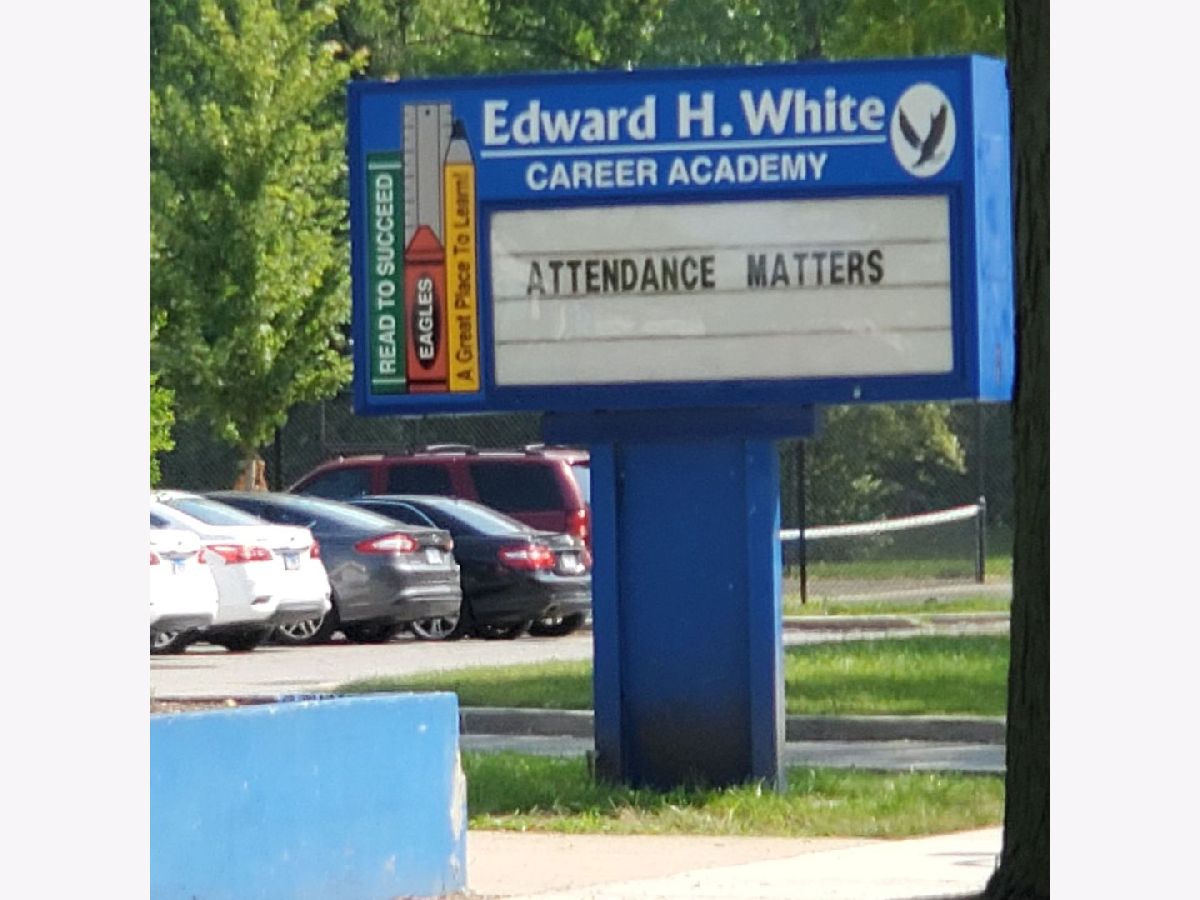 Edward H. White
CAREER ACADEMY
READ TO SUCCEED
EAGLES
A Great Place To Learn!
ATTENDANCE MATTERS